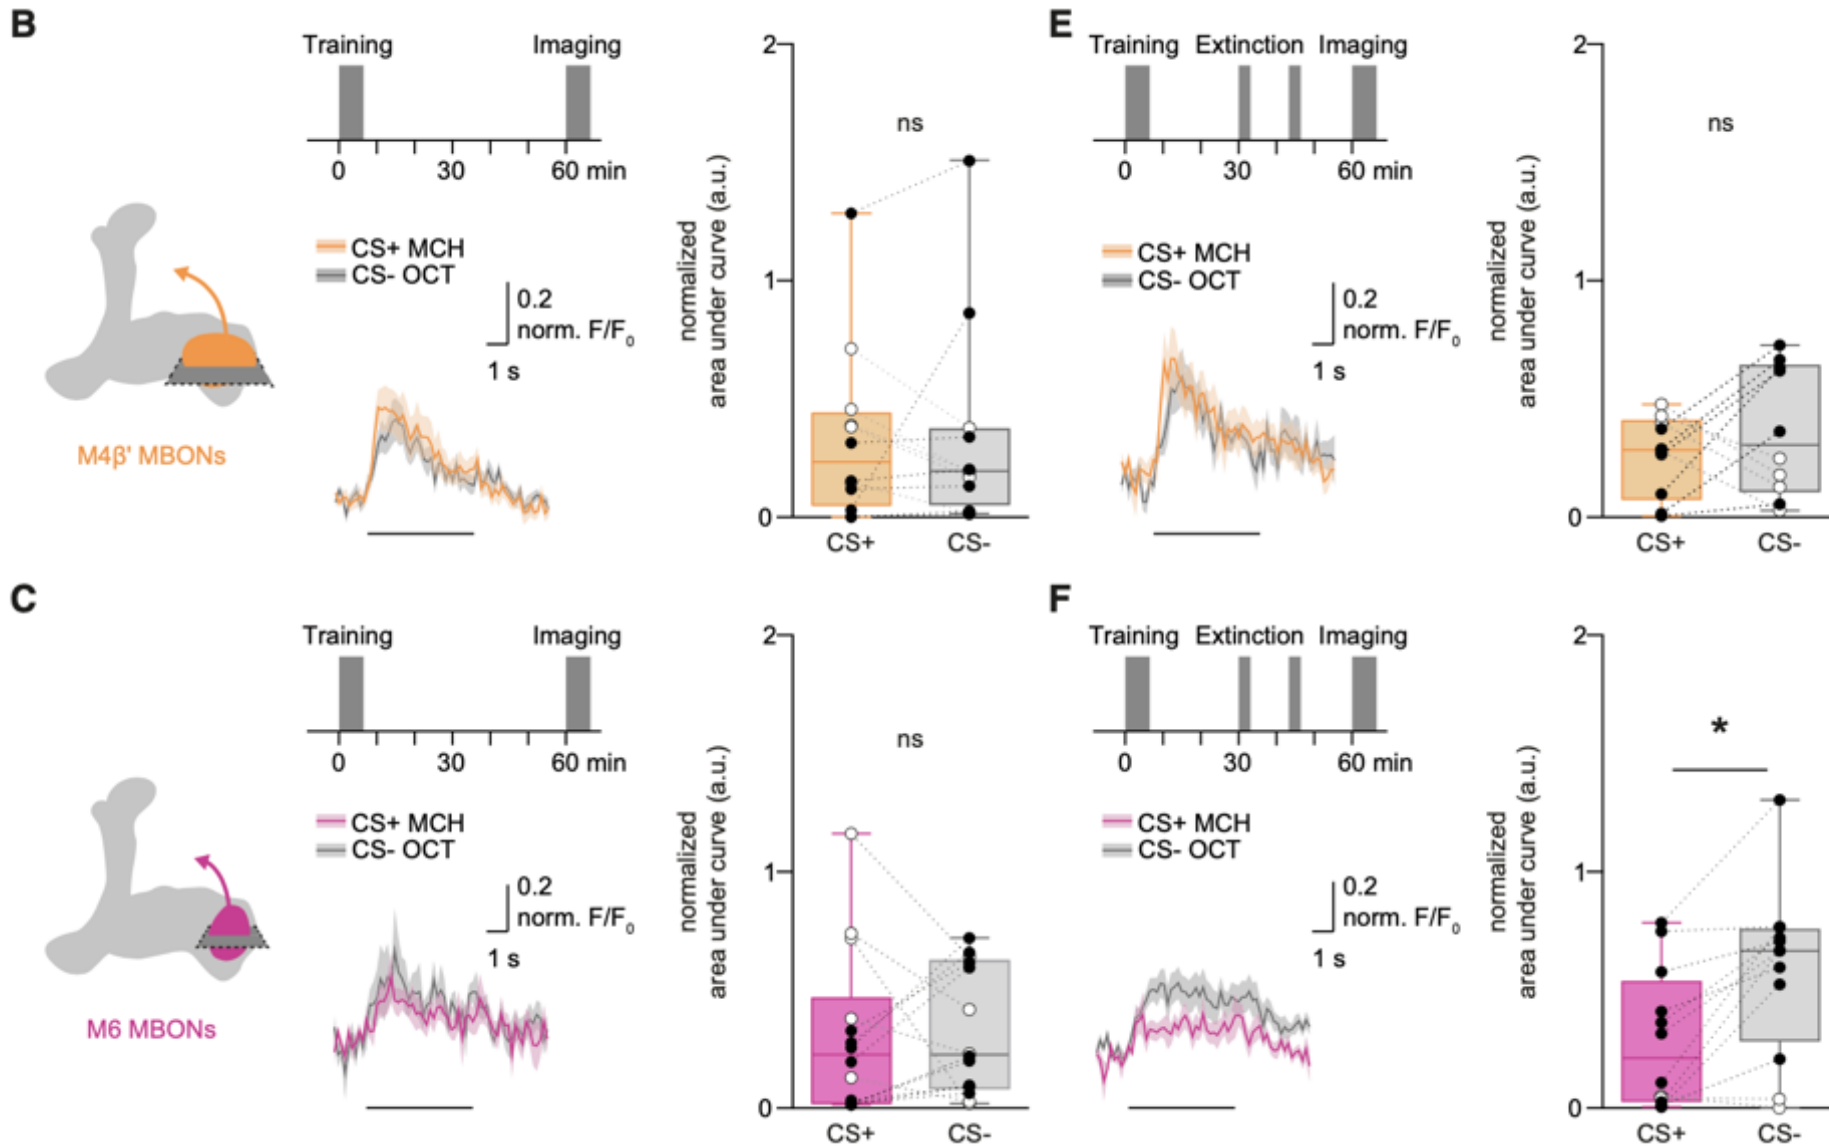 B
Training Imaging
0 30 60 min
CS+ MCH
CS- OCT
0.2
norm. F/F0
1 s
M4β' MBONs
normalized
area under curve (a.u.)
2
1
0
ns
CS+ CS-
E
Training Extinction Imaging
0 30 60 min
CS+ MCH
CS- OCT
0.2
norm. F/F0
1 s
normalized
area under curve (a.u.)
2
1
0
ns
CS+ CS-
C
Training Imaging
0 30 60 min
CS+ MCH
CS- OCT
0.2
norm. F/F0
1 s
M6 MBONs
normalized
area under curve (a.u.)
2
1
0
ns
CS+ CS-
F
Training Extinction Imaging
0 30 60 min
CS+ MCH
CS- OCT
0.2
norm. F/F0
1 s
normalized
area under curve (a.u.)
2
1
0
*
CS+ CS-